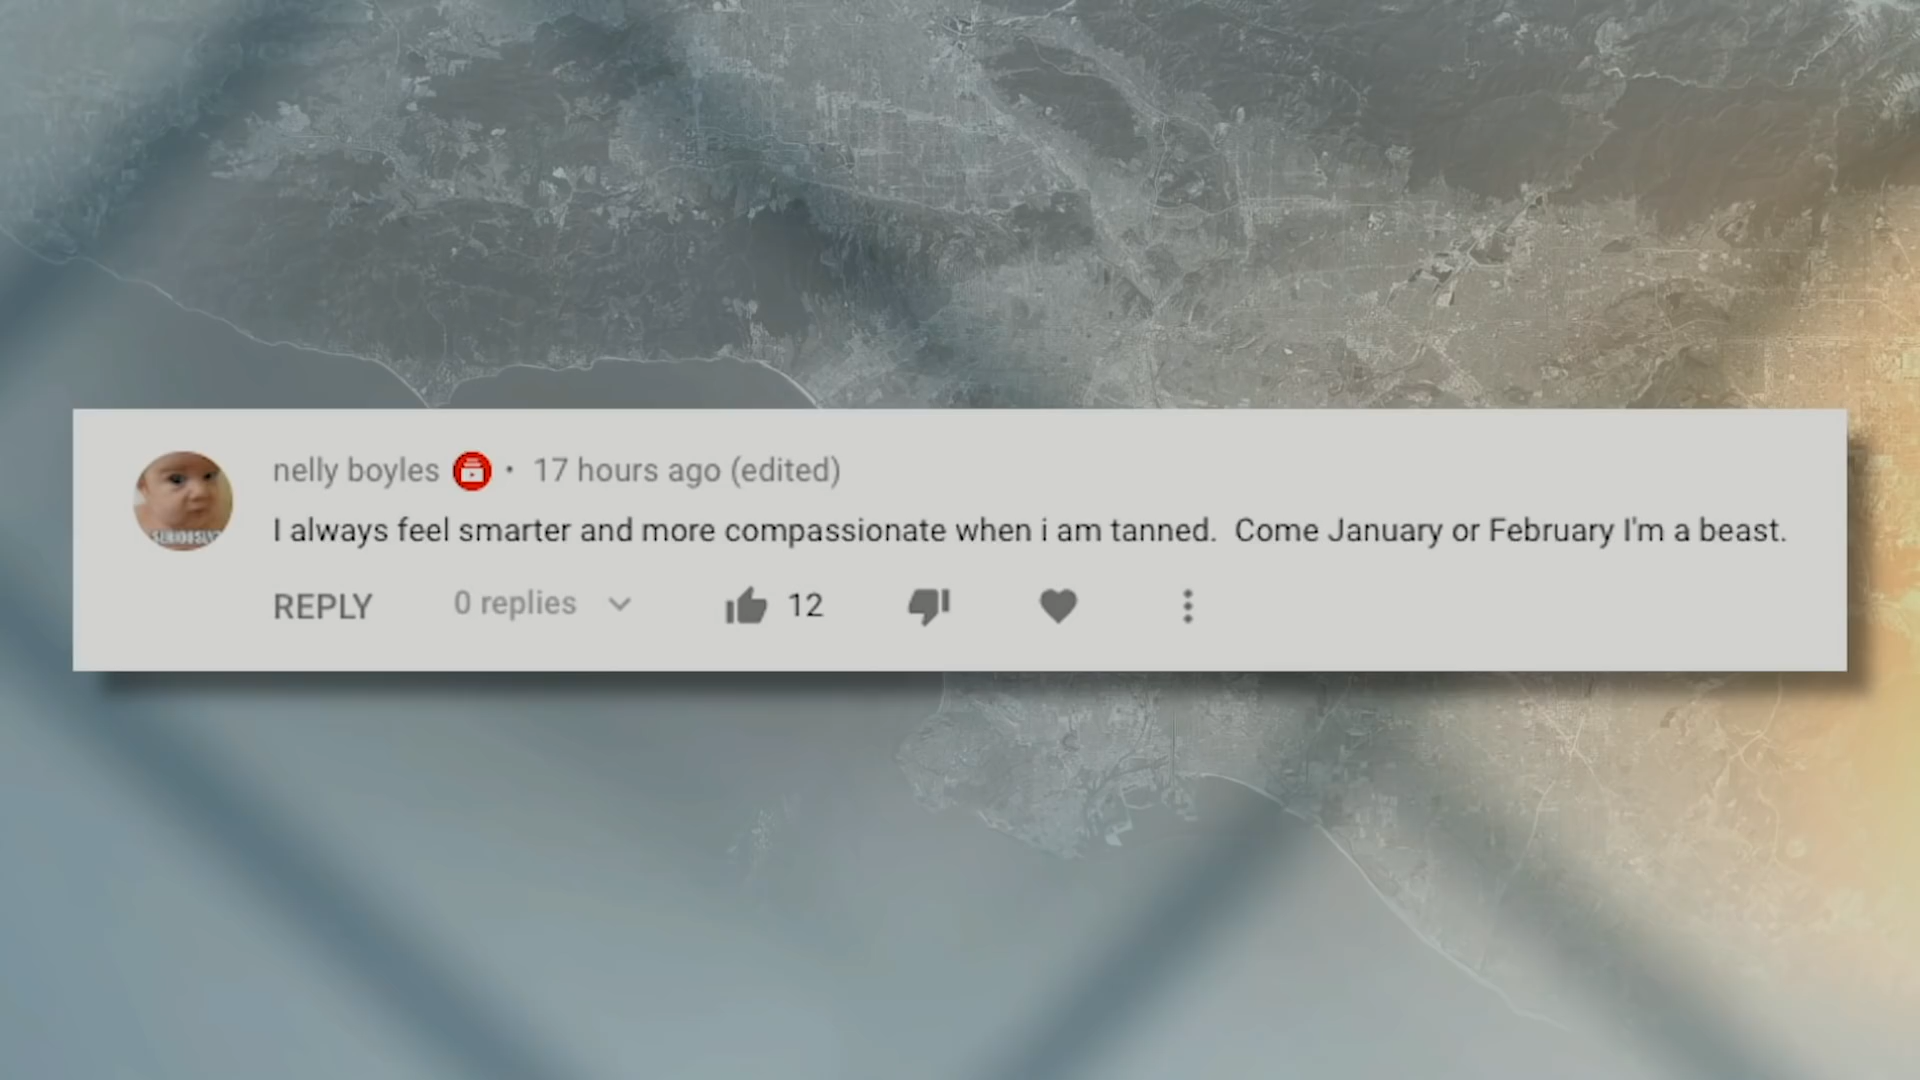 nelly boyles • 17 hours ago (edited)
SERIOUSLY?
I always feel smarter and more compassionate when i am tanned.  Come January or February I'm a beast.
REPLY 0 replies 12